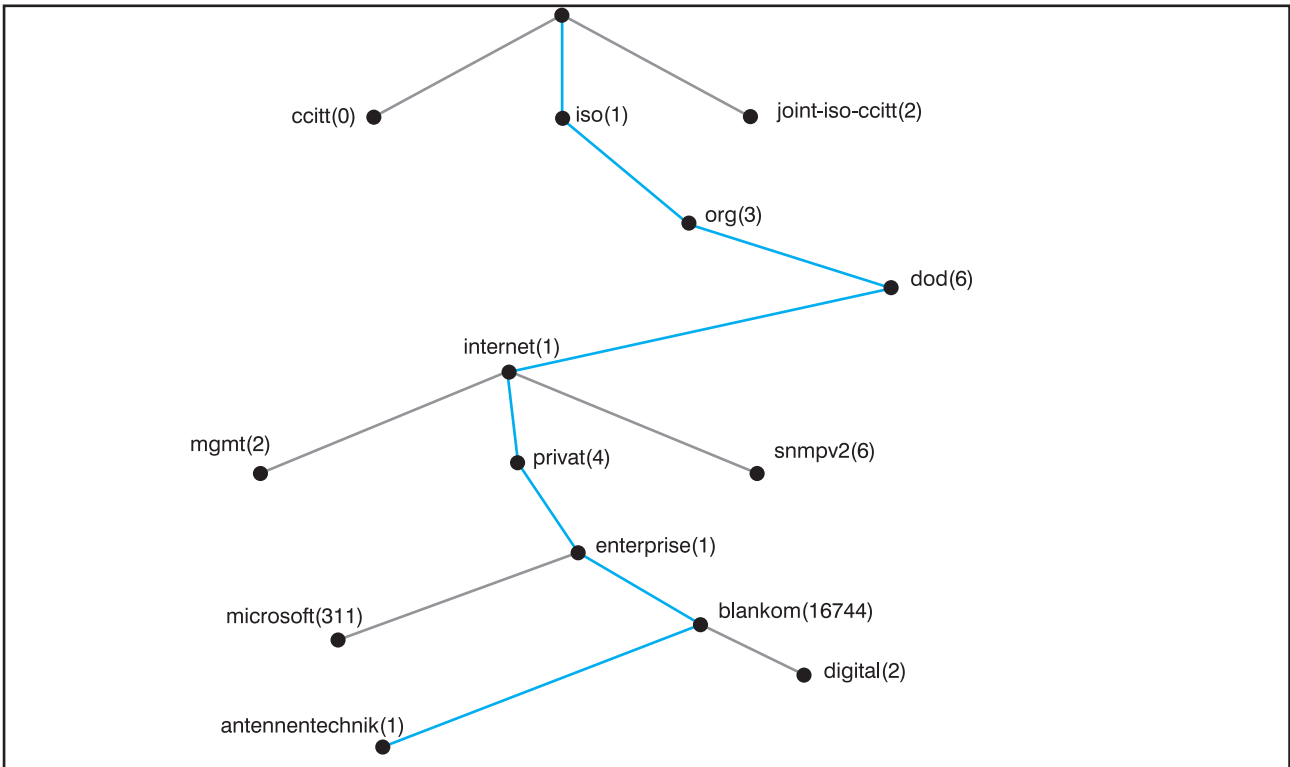 ccitt(0)
iso(1)
joint-iso-ccitt(2)
org(3)
dod(6)
internet(1)
mgmt(2)
privat(4)
snmpv2(6)
enterprise(1)
microsoft(311)
blankom(16744)
digital(2)
antennentechnik(1)